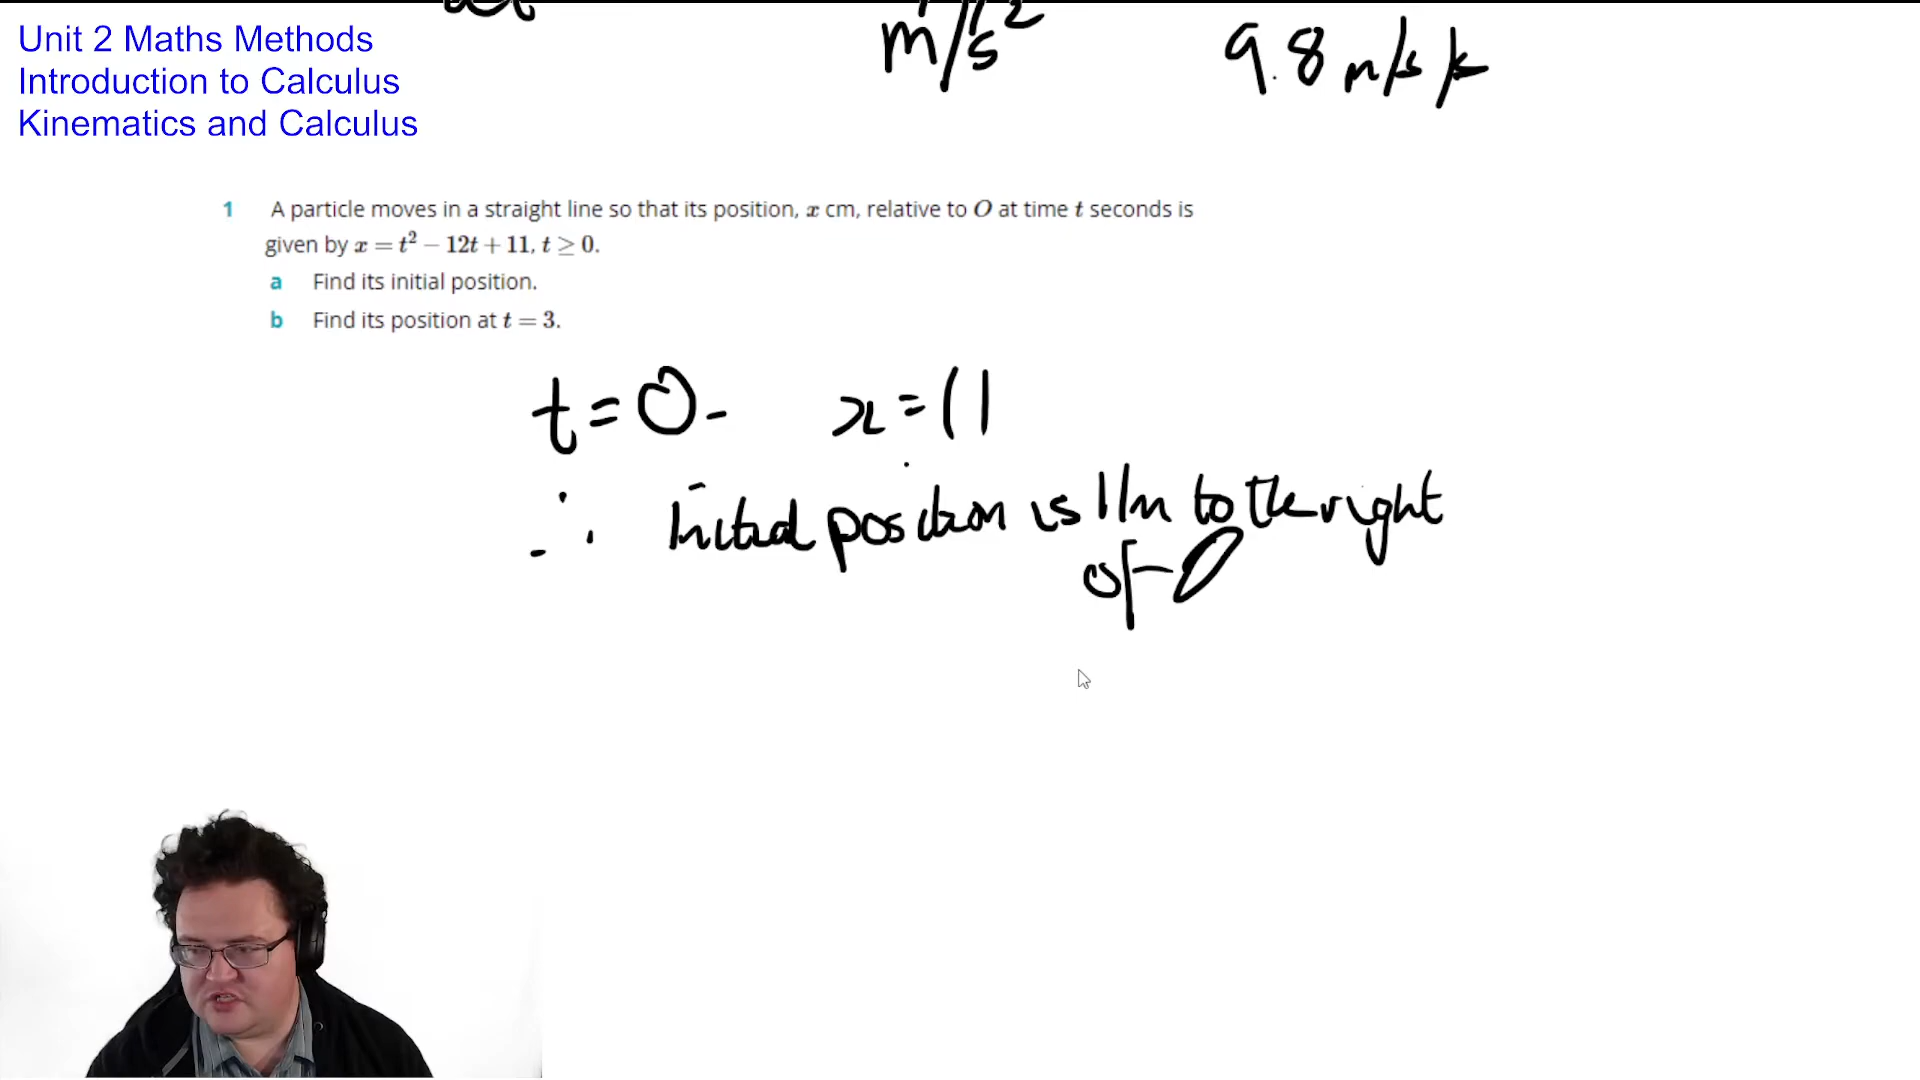 Unit 2 Maths Methods
Introduction to Calculus
Kinematics and Calculus
m/s² 9.8 m/s/s
1 A particle moves in a straight line so that its position, x cm, relative to O at time t seconds is
given by x = t² − 12t + 11, t ≥ 0.
a Find its initial position.
b Find its position at t = 3.
t = 0 x = 11
∴ Initial position is 11m to the right
of O